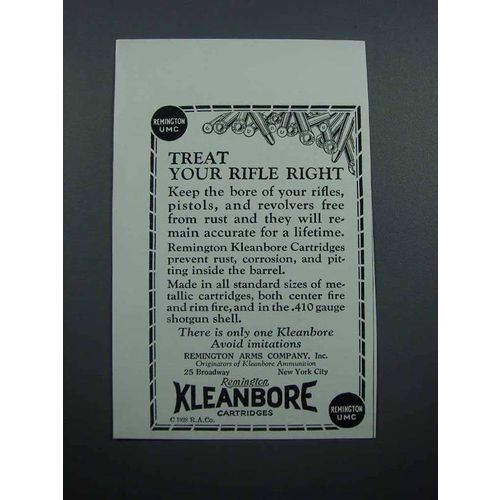 REMINGTON
UMC
TREAT
YOUR RIFLE RIGHT
Keep the bore of your rifles,
pistols, and revolvers free
from rust and they will re-
main accurate for a lifetime.
Remington Kleanbore Cartridges
prevent rust, corrosion, and pit-
ting inside the barrel.
Made in all standard sizes of me-
tallic cartridges, both center fire
and rim fire, and in the .410 gauge
shotgun shell.
There is only one Kleanbore
Avoid imitations
REMINGTON ARMS COMPANY, Inc.
Originators of Kleanbore Ammunition
25 Broadway New York City
Remington
KLEANBORE
CARTRIDGES
C 1928 R.A.Co.
REMINGTON
UMC